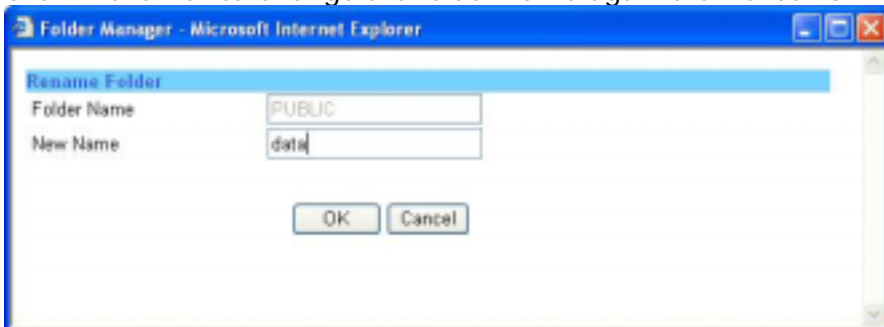 Folder Manager - Microsoft Internet Explorer
Rename Folder
Folder Name PUBLIC
New Name data
OK Cancel